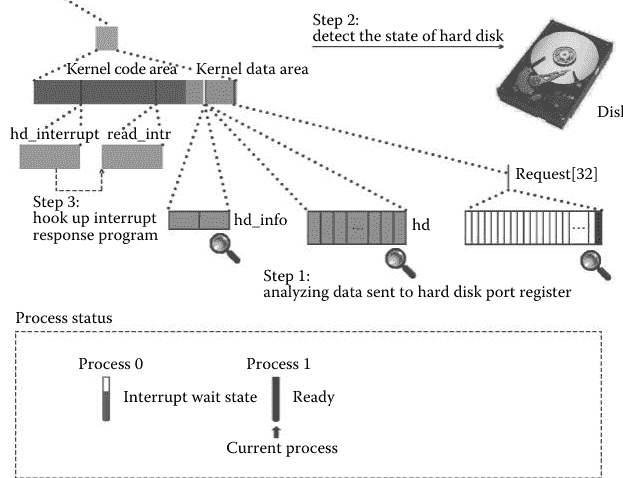 Step 2:
detect the state of hard disk
Kernel code area
Kernel data area
Disk
hd_interrupt
read_intr
Request[32]
Step 3:
hook up interrupt
response program
hd_info
...
hd
...
Step 1:
analyzing data sent to hard disk port register
Process status
Process 0
Process 1
Interrupt wait state
Ready
Current process